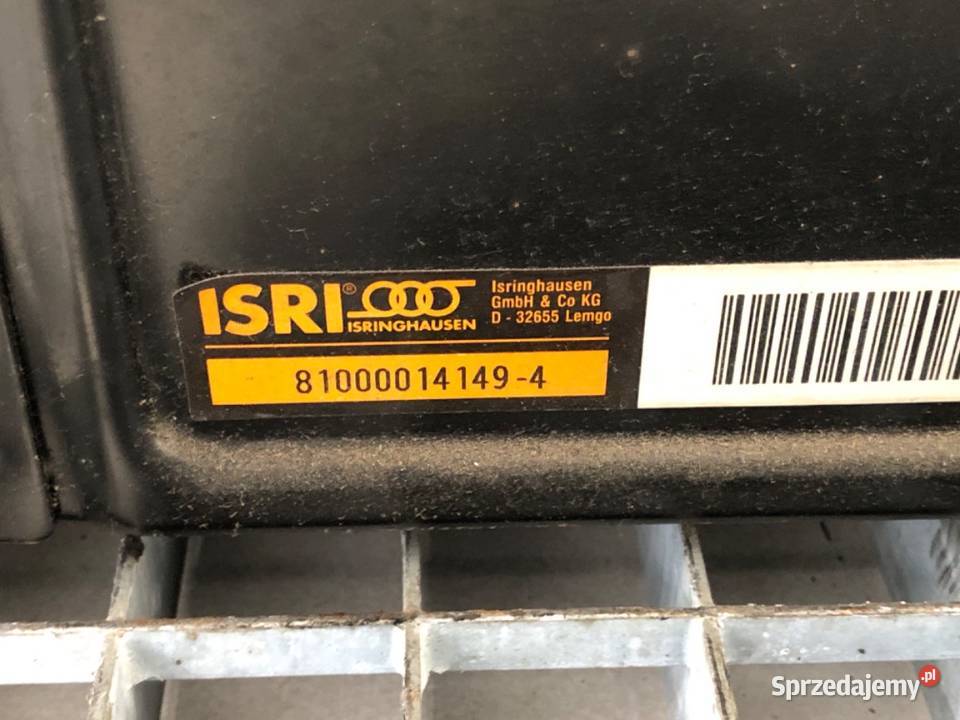 ISRI®
ISRINGHAUSEN
Isringhausen
GmbH & Co KG
D - 32655 Lemgo
81000014149-4
Sprzedajemy.pl